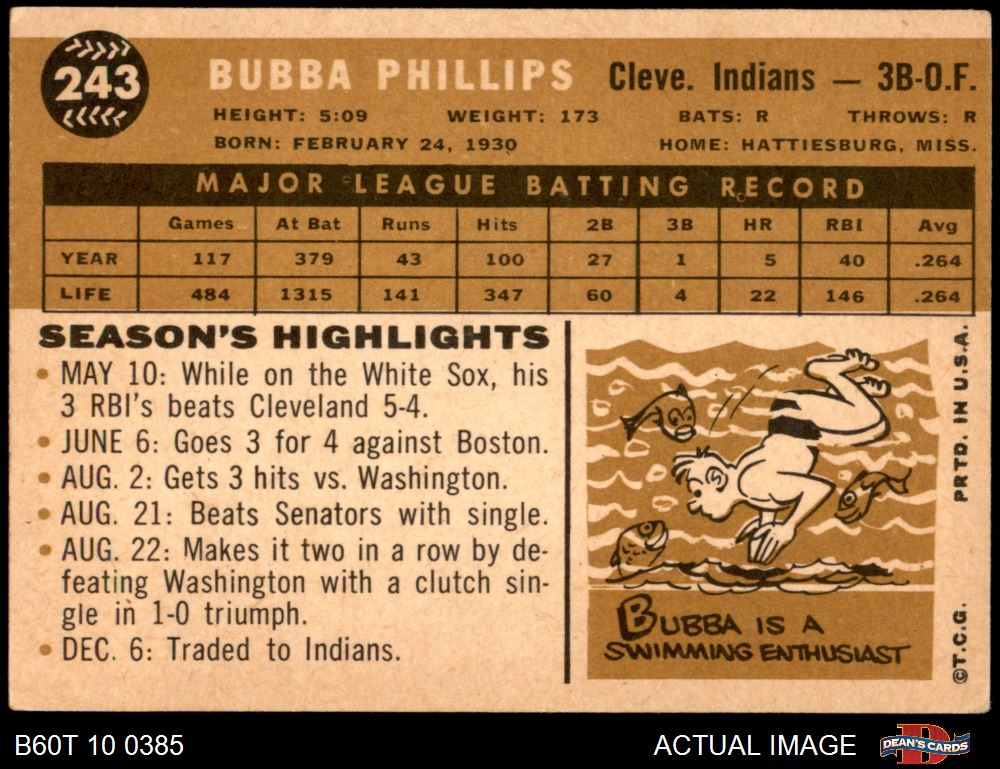 243
BUBBA PHILLIPS Cleve. Indians — 3B-O.F.
HEIGHT: 5:09 WEIGHT: 173 BATS: R THROWS: R
BORN: FEBRUARY 24, 1930 HOME: HATTIESBURG, MISS.
MAJOR LEAGUE BATTING RECORD
Games At Bat Runs Hits 2B 3B HR RBI Avg
YEAR 117 379 43 100 27 1 5 40 .264
LIFE 484 1315 141 347 60 4 22 146 .264
SEASON'S HIGHLIGHTS
• MAY 10: While on the White Sox, his
3 RBI's beats Cleveland 5-4.
• JUNE 6: Goes 3 for 4 against Boston.
• AUG. 2: Gets 3 hits vs. Washington.
• AUG. 21: Beats Senators with single.
• AUG. 22: Makes it two in a row by de-
feating Washington with a clutch sin-
gle in 1-0 triumph.
• DEC. 6: Traded to Indians.
BUBBA IS A
SWIMMING ENTHUSIAST
©T.C.G. PRTD. IN U.S.A.
B60T 10 0385
ACTUAL IMAGE
DEAN'S CARDS